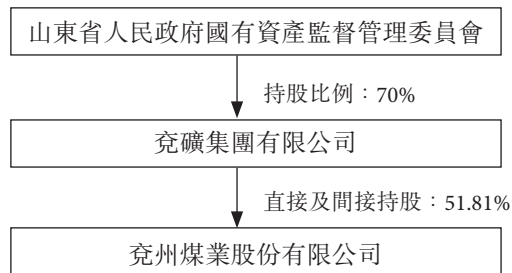 山東省人民政府國有資產監督管理委員會
持股比例：70%
兗礦集團有限公司
直接及間接持股：51.81%
兗州煤業股份有限公司